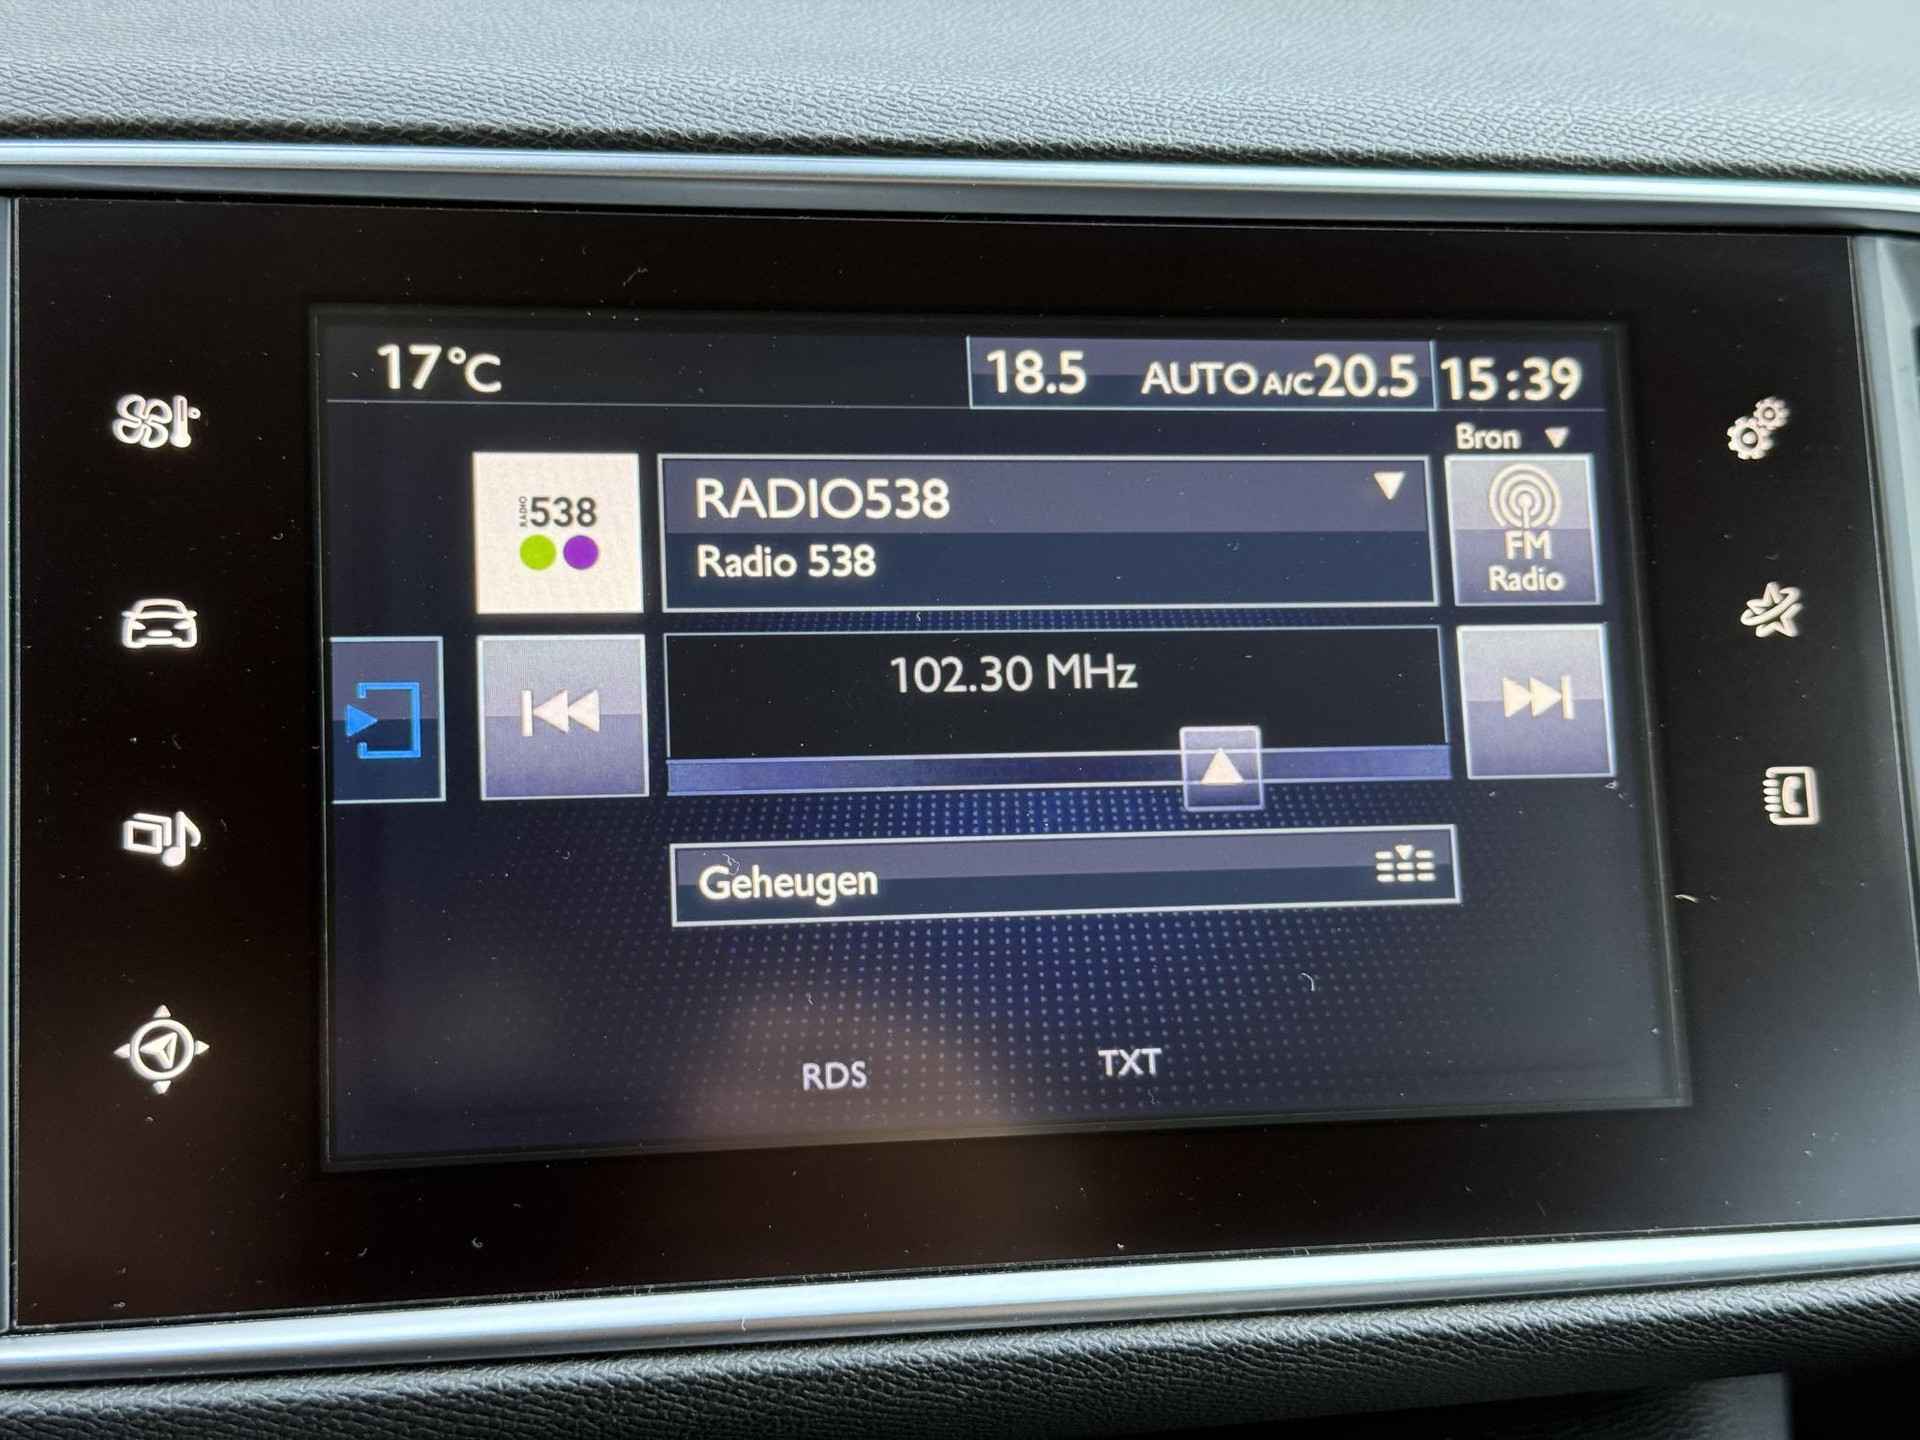 17°C 18.5 AUTO A/C 20.5 15:39
Bron
RADIO 538
RADIO538
Radio 538
FM
Radio
102.30 MHz
Geheugen
RDS TXT